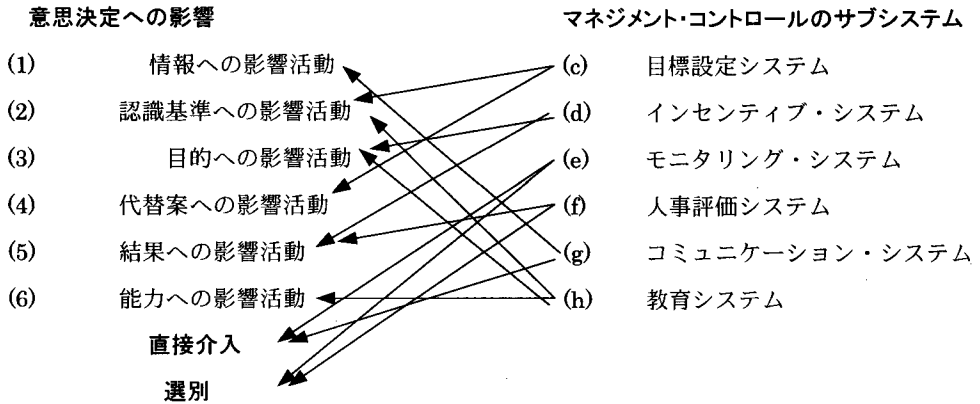 意思決定への影響 マネジメント・コントロールのサブシステム
(1) 情報への影響活動 (c) 目標設定システム
(2) 認識基準への影響活動 (d) インセンティブ・システム
(3) 目的への影響活動 (e) モニタリング・システム
(4) 代替案への影響活動 (f) 人事評価システム
(5) 結果への影響活動 (g) コミュニケーション・システム
(6) 能力への影響活動 (h) 教育システム
直接介入
選別